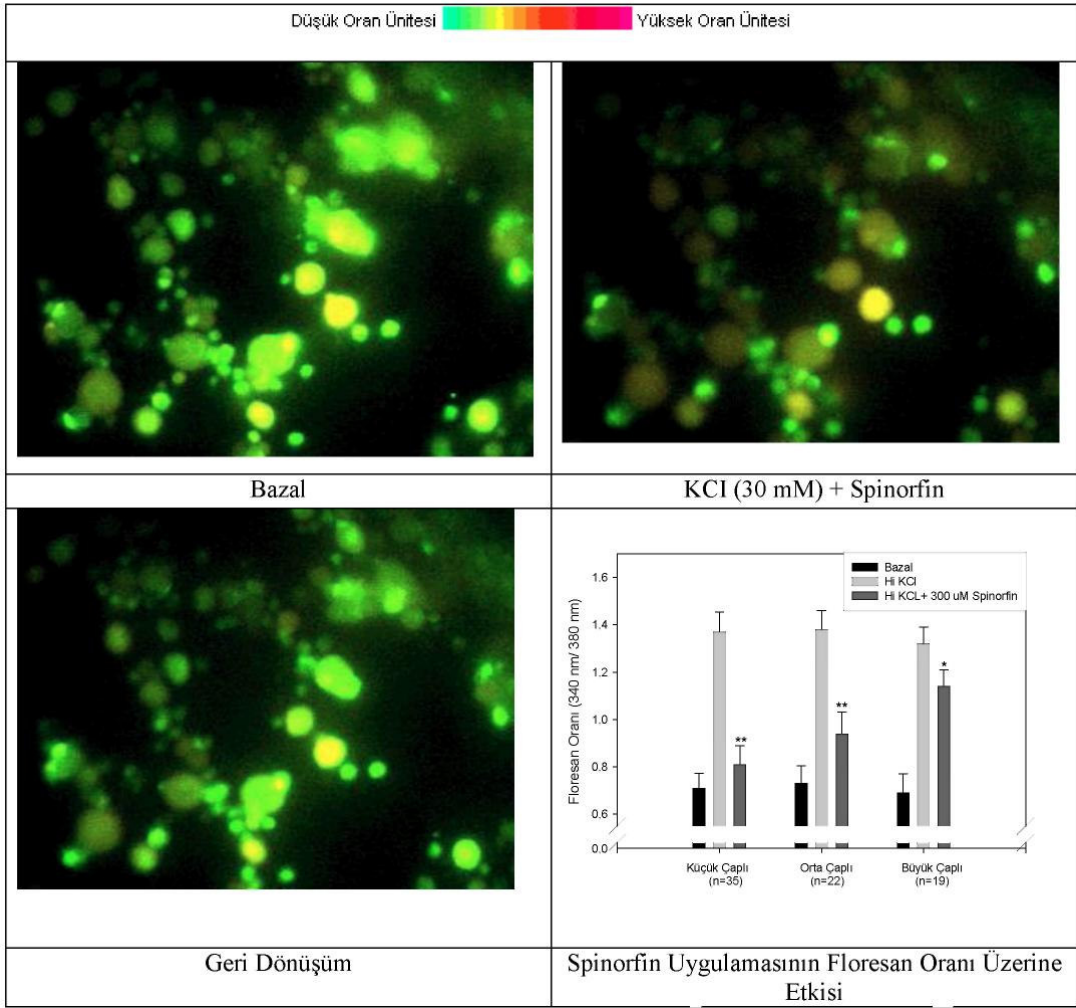 Düşük Oran Ünitesi Yüksek Oran Ünitesi
Bazal
KCI (30 mM) + Spinorfin
Geri Dönüşüm
Floresan Oranı (340 nm/ 380 nm)
1.6
1.4
1.2
1.0
0.8
0.6
0.0
Bazal
Hi KCl
Hi KCL+ 300 uM Spinorfin
**
**
*
Küçük Çaplı
(n=35)
Orta Çaplı
(n=22)
Büyük Çaplı
(n=19)
Spinorfin Uygulamasının Floresan Oranı Üzerine
Etkisi